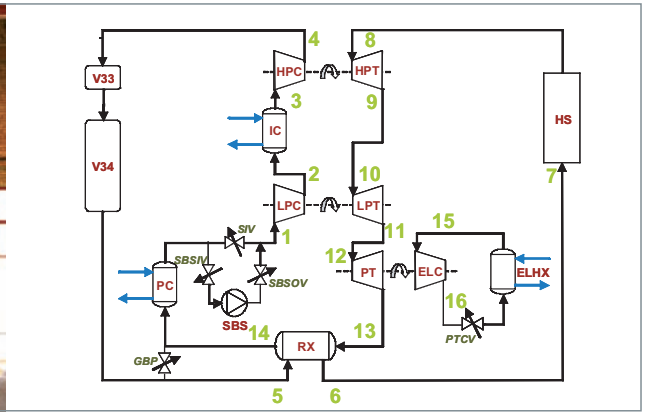 4
8
V33
HPC
HPT
3
9
HS
IC
V34
7
2
10
LPC
LPT
1
11
15
SIV
SBSIV
12
PC
SBSOV
PT
ELC
ELHX
16
SBS
14
13
PTCV
RX
GBP
5
6